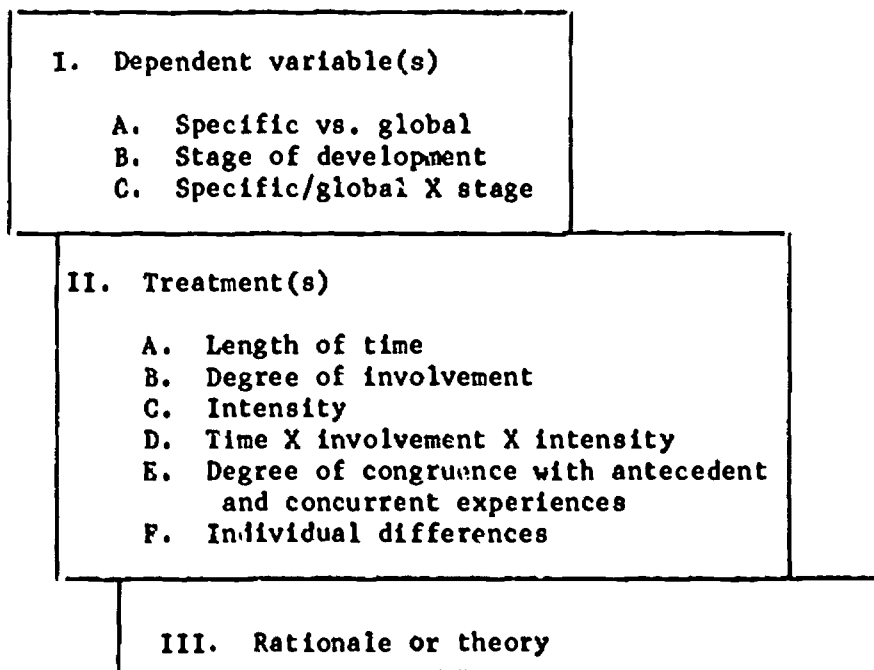 I. Dependent variable(s)
A. Specific vs. global
B. Stage of development
C. Specific/global X stage
II. Treatment(s)
A. Length of time
B. Degree of involvement
C. Intensity
D. Time X involvement X intensity
E. Degree of congruence with antecedent
and concurrent experiences
F. Individual differences
III. Rationale or theory